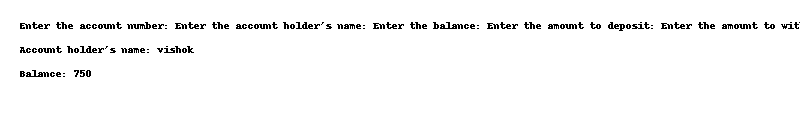 Enter the account number: Enter the account holder's name: Enter the balance: Enter the amount to deposit: Enter the amount to
Account holder's name: vishok
Balance: 750